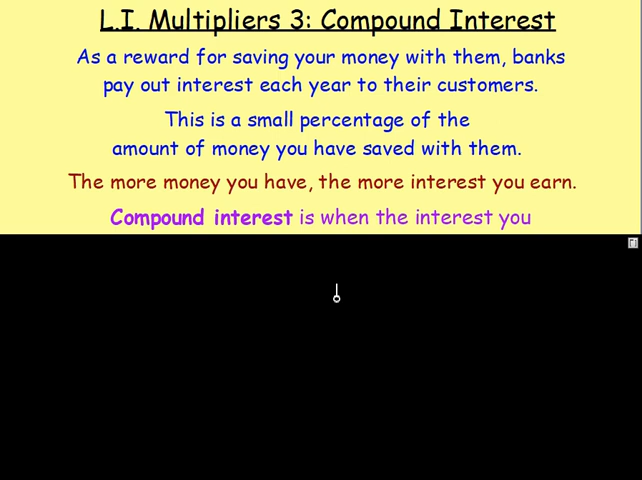 L.I. Multipliers 3: Compound Interest
As a reward for saving your money with them, banks
pay out interest each year to their customers.
This is a small percentage of the
amount of money you have saved with them.
The more money you have, the more interest you earn.
Compound interest is when the interest you